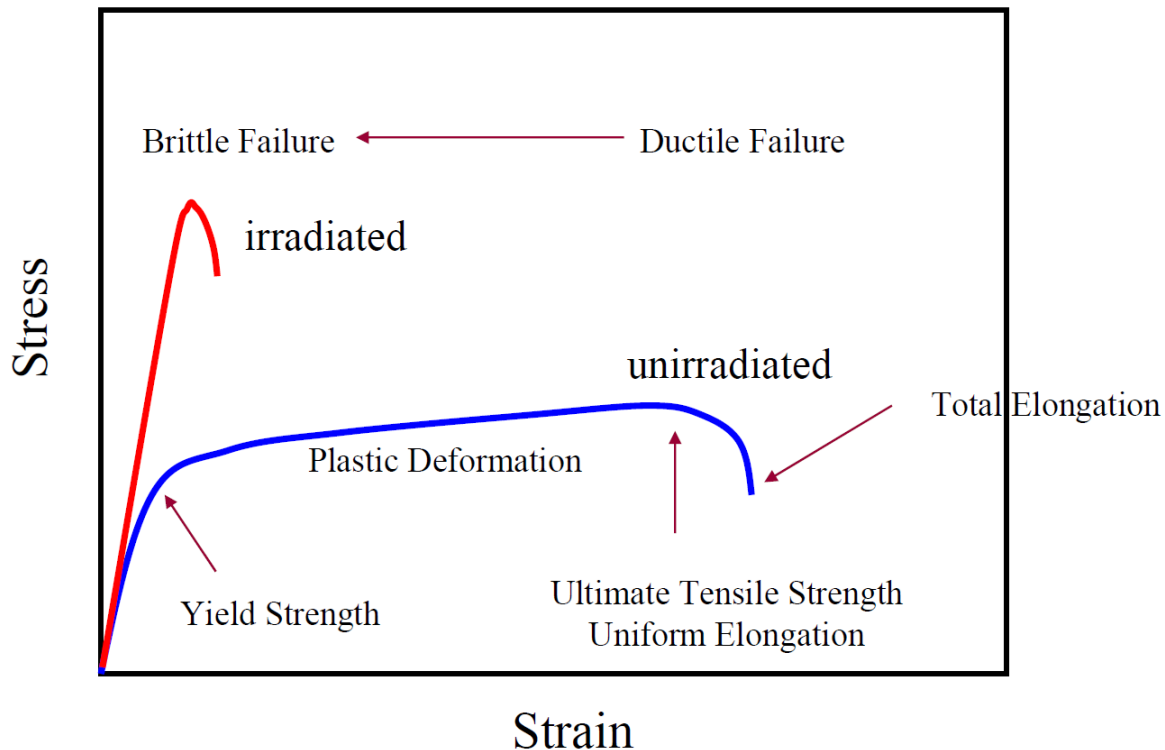 Brittle Failure
Ductile Failure
irradiated
Stress
unirradiated
Total Elongation
Plastic Deformation
Yield Strength
Ultimate Tensile Strength
Uniform Elongation
Strain